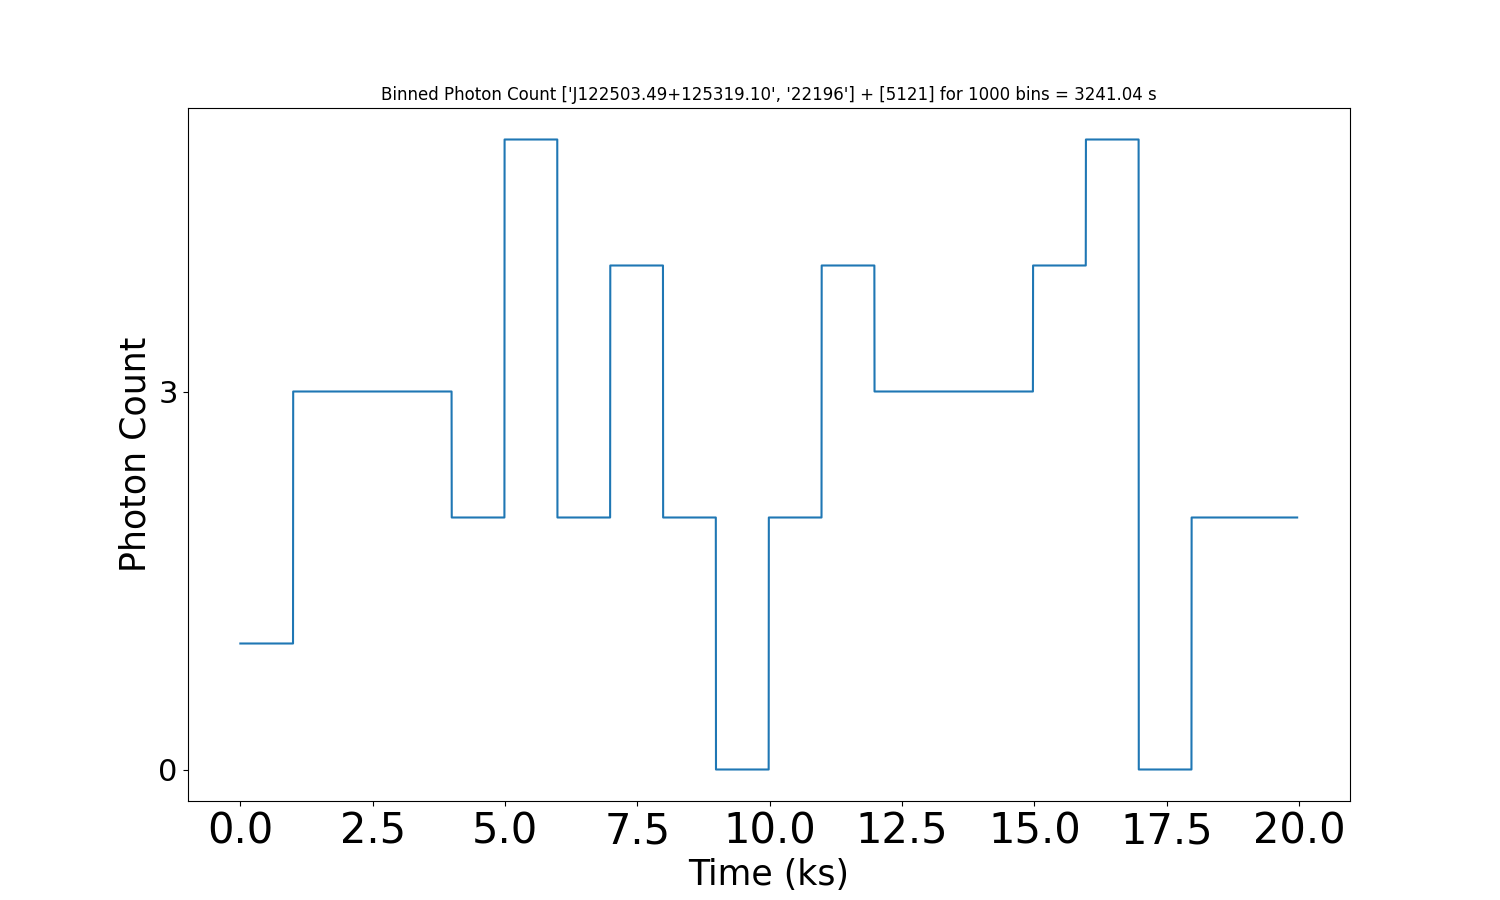 Binned Photon Count ['J122503.49+125319.10', '22196'] + [5121] for 1000 bins = 3241.04 s
Photon Count
3
0
0.0 2.5 5.0 7.5 10.0 12.5 15.0 17.5 20.0
Time (ks)